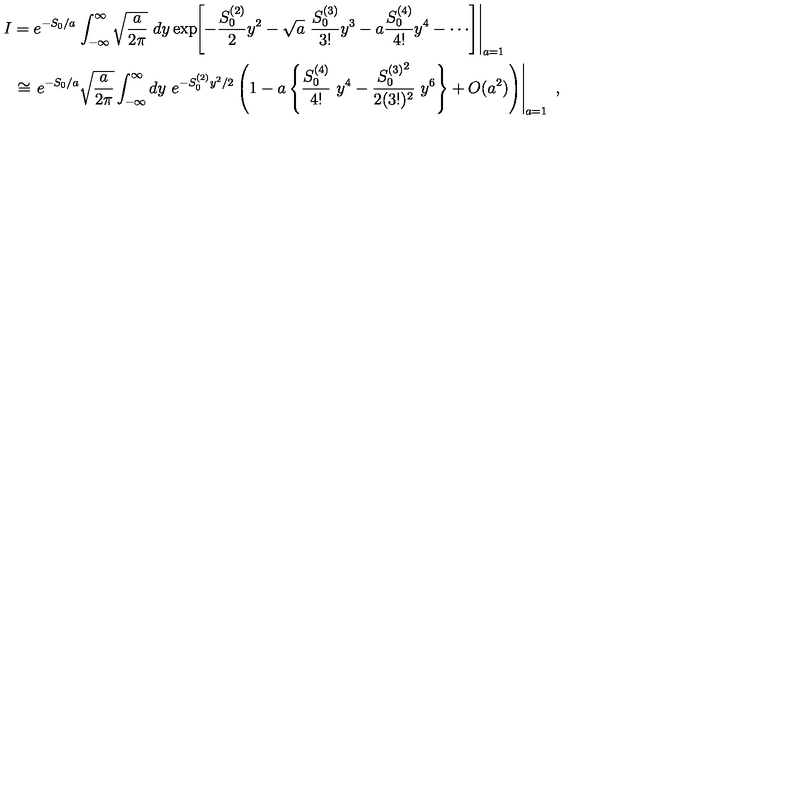 I = e^{-S_0/a} \int_{-\infty}^{\infty} \sqrt{\frac{a}{2\pi}} \, dy \exp\left[ -\frac{S_0^{(2)}}{2} y^2 - \sqrt{a} \, \frac{S_0^{(3)}}{3!} y^3 - a \frac{S_0^{(4)}}{4!} y^4 - \cdots \right] \Big|_{a=1}
\cong e^{-S_0/a} \sqrt{\frac{a}{2\pi}} \int_{-\infty}^{\infty} dy \, e^{-S_0^{(2)} y^2/2} \left( 1 - a \left\{ \frac{S_0^{(4)}}{4!} \, y^4 - \frac{S_0^{(3)^2}}{2(3!)^2} \, y^6 \right\} + O(a^2) \right) \Big|_{a=1} \, ,